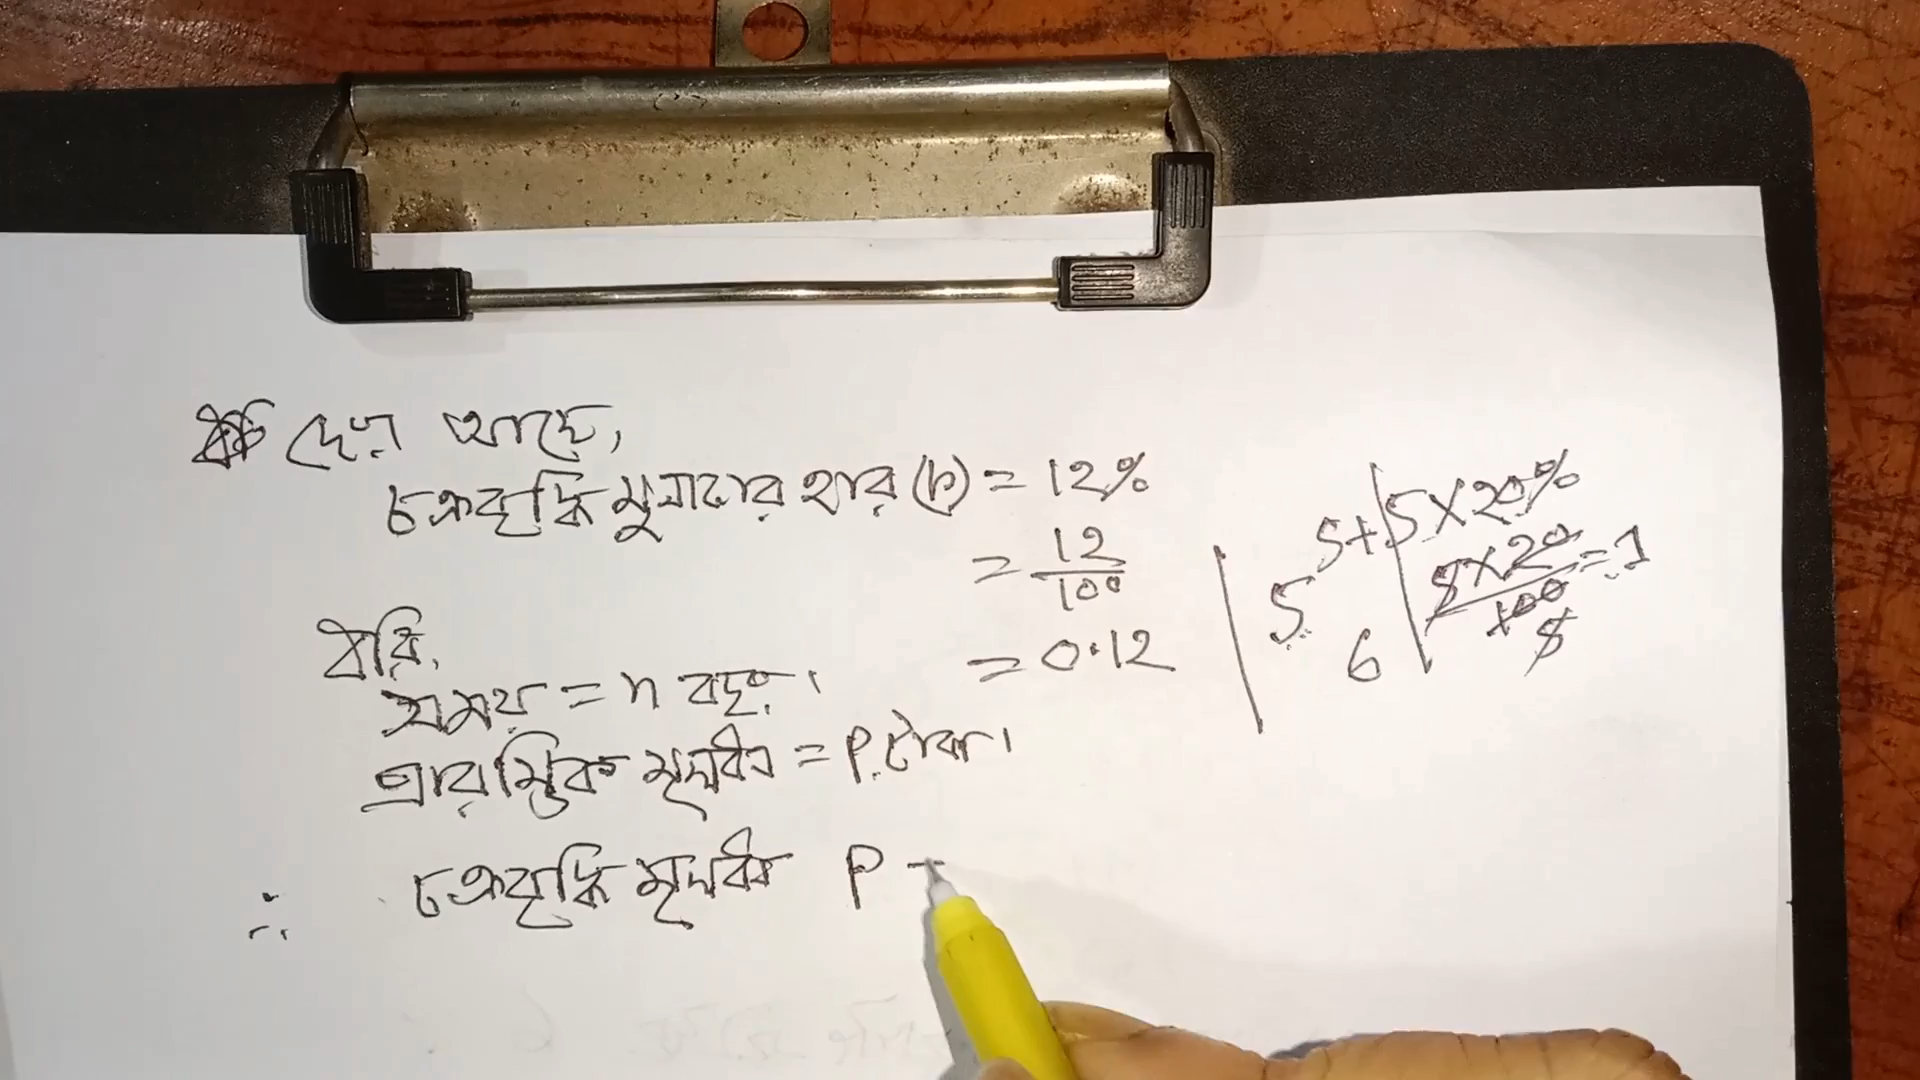 দেওয়া আছে,
চক্রবৃদ্ধি মুনাফার হার (r) = 12%
= 12/100
= 0.12
ধরি,
সময় = n বছর।
প্রারম্ভিক মূলধন = P টাকা।
∴ চক্রবৃদ্ধি মূলধন P =
5+5×20%
5×20/100 = 1
5
5
6